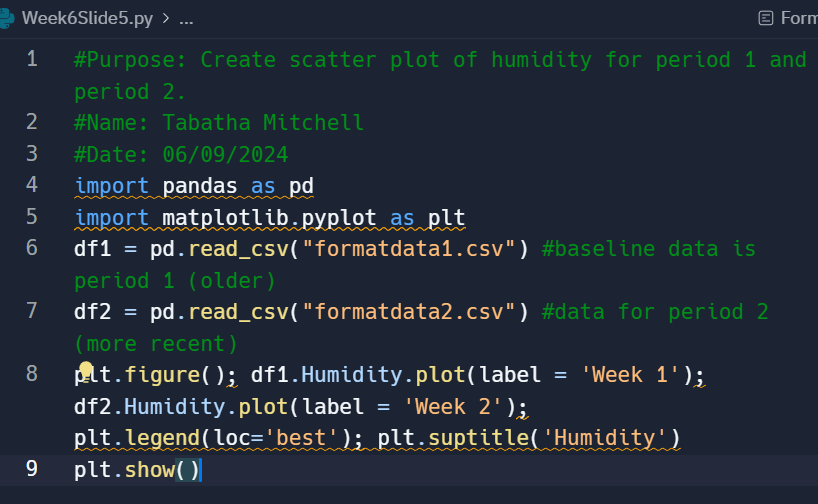 Week6Slide5.py > ...
Form
1 #Purpose: Create scatter plot of humidity for period 1 and
period 2.
2 #Name: Tabatha Mitchell
3 #Date: 06/09/2024
4 import pandas as pd
5 import matplotlib.pyplot as plt
6 df1 = pd.read_csv("formatdata1.csv") #baseline data is
period 1 (older)
7 df2 = pd.read_csv("formatdata2.csv") #data for period 2
(more recent)
8 plt.figure(); df1.Humidity.plot(label = 'Week 1');
df2.Humidity.plot(label = 'Week 2');
plt.legend(loc='best'); plt.suptitle('Humidity')
9 plt.show()